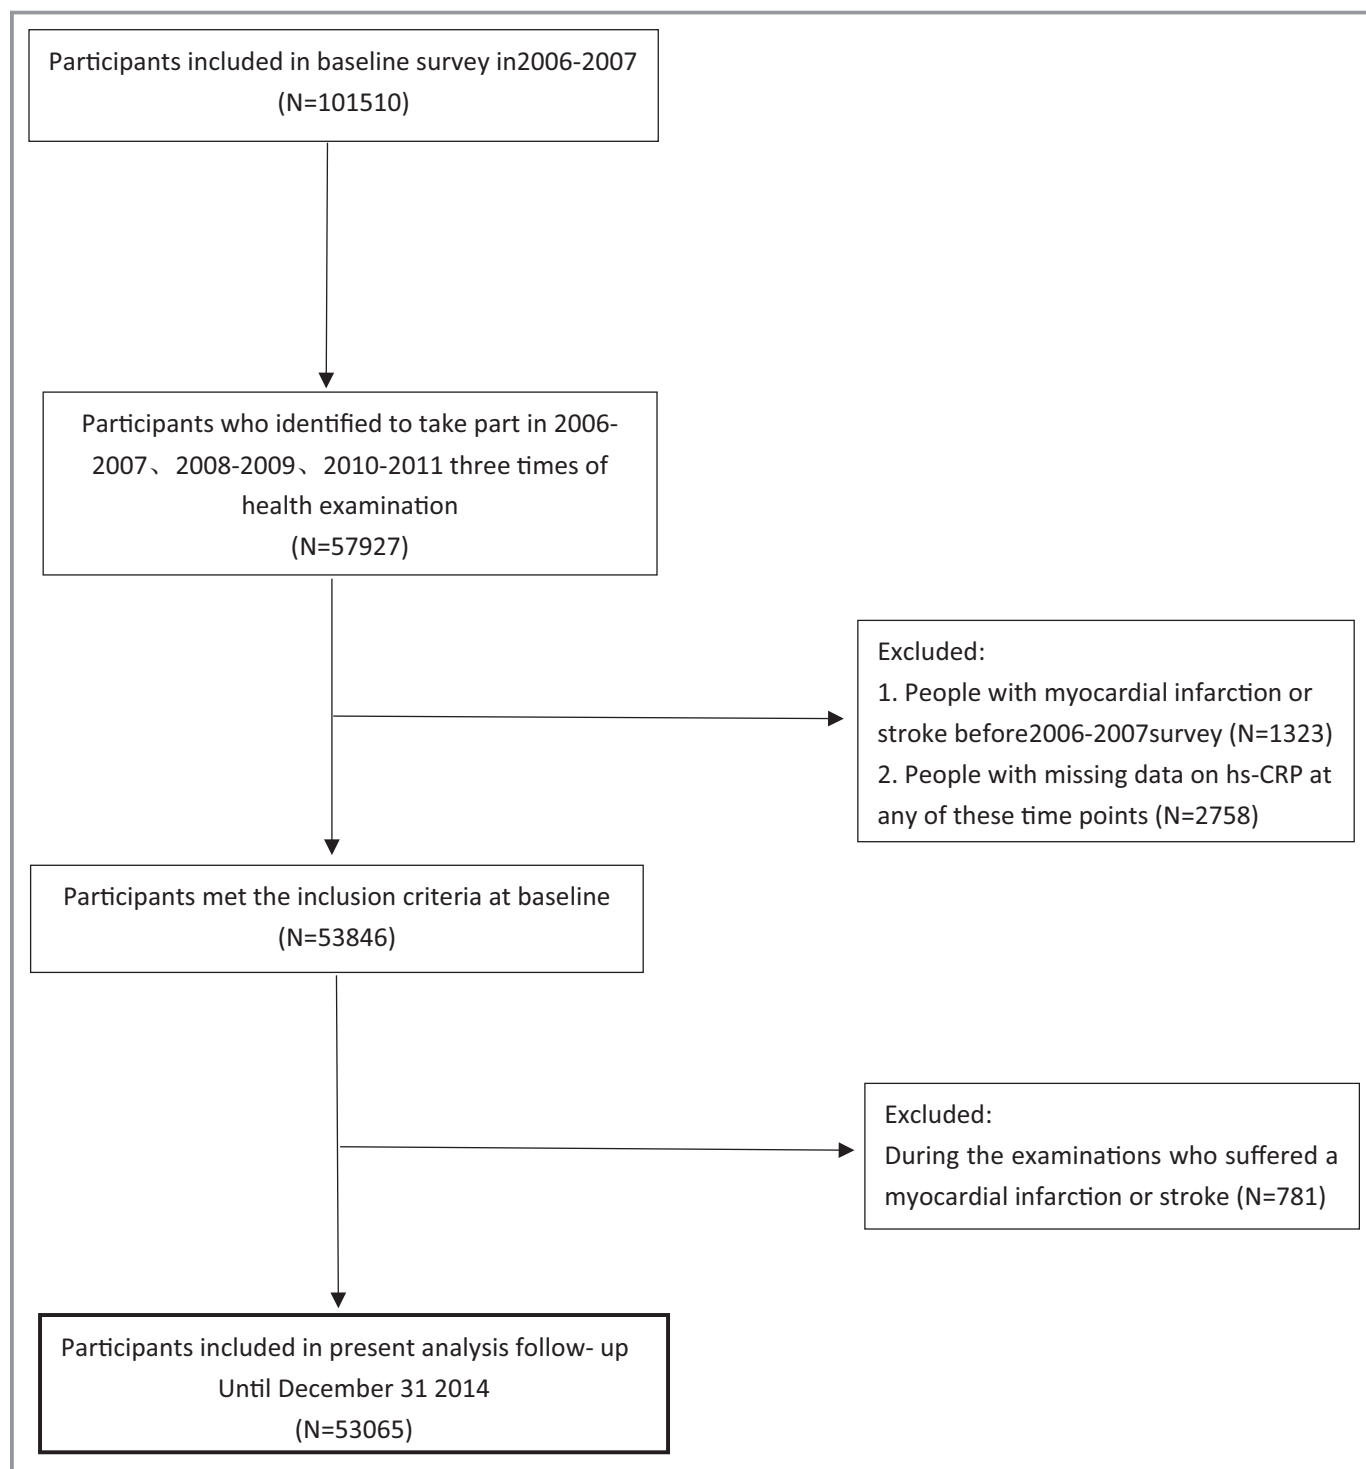 Participants included in baseline survey in2006-2007
(N=101510)
Participants who identified to take part in 2006-
2007、2008-2009、2010-2011 three times of
health examination
(N=57927)
Excluded:
1. People with myocardial infarction or
stroke before2006-2007survey (N=1323)
2. People with missing data on hs-CRP at
any of these time points (N=2758)
Participants met the inclusion criteria at baseline
(N=53846)
Excluded:
During the examinations who suffered a
myocardial infarction or stroke (N=781)
Participants included in present analysis follow- up
Until December 31 2014
(N=53065)